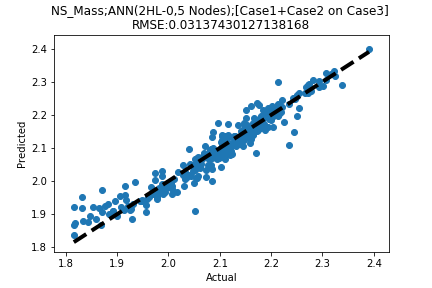 NS_Mass;ANN(2HL-0,5 Nodes);[Case1+Case2 on Case3]
RMSE:0.03137430127138168
2.4
2.3
2.2
2.1
2.0
1.9
1.8
Predicted
1.8 1.9 2.0 2.1 2.2 2.3 2.4
Actual